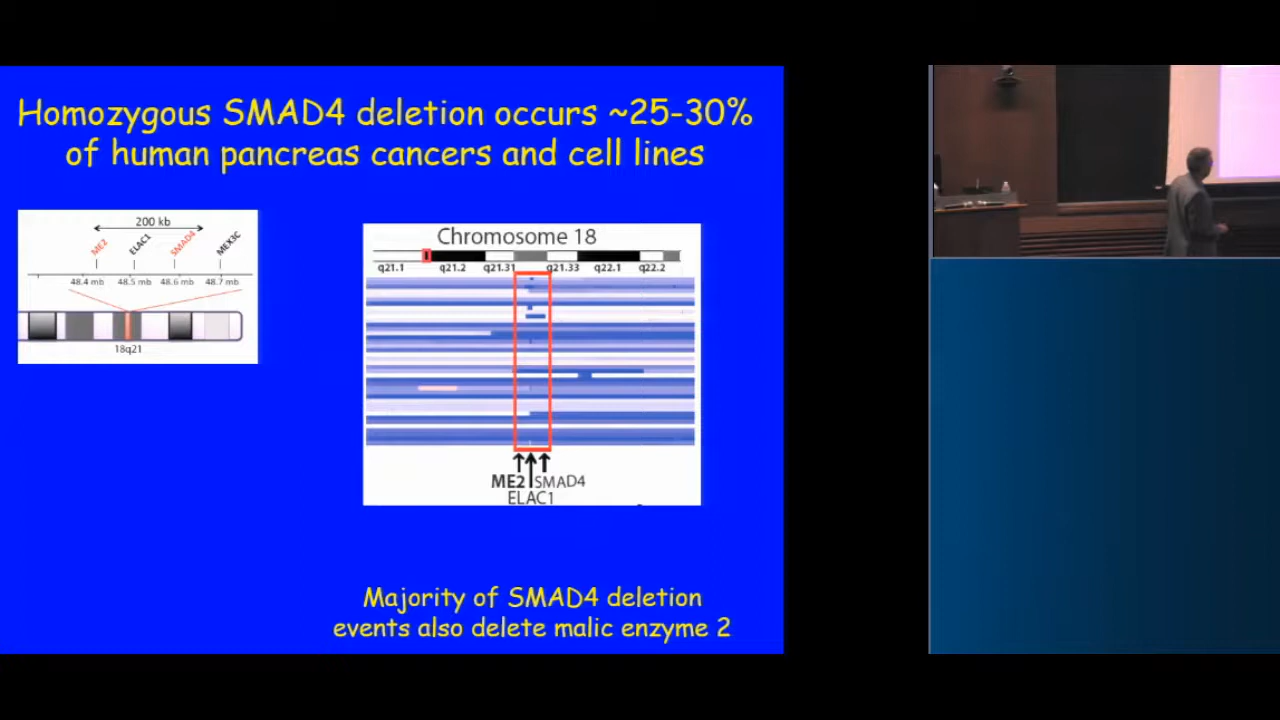 Homozygous SMAD4 deletion occurs ~25-30%
of human pancreas cancers and cell lines
200 kb
ME2 ELAC1 SMAD4 MEX3C
48.4 mb 48.5 mb 48.6 mb 48.7 mb
18q21
Chromosome 18
q21.1 q21.2 q21.31 q21.33 q22.1 q22.2
ME2 SMAD4
ELAC1
Majority of SMAD4 deletion
events also delete malic enzyme 2